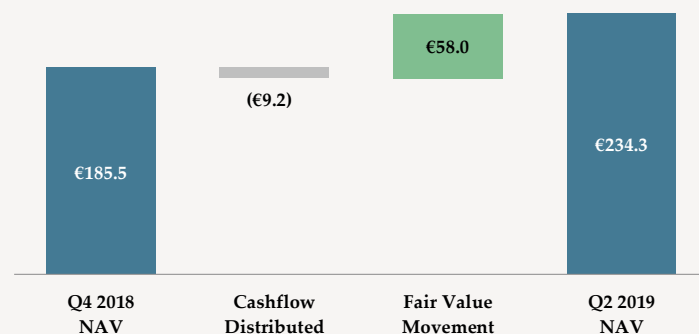 €58.0
(€9.2)
€185.5
€234.3
Q4 2018 NAV
Cashflow Distributed
Fair Value Movement
Q2 2019 NAV